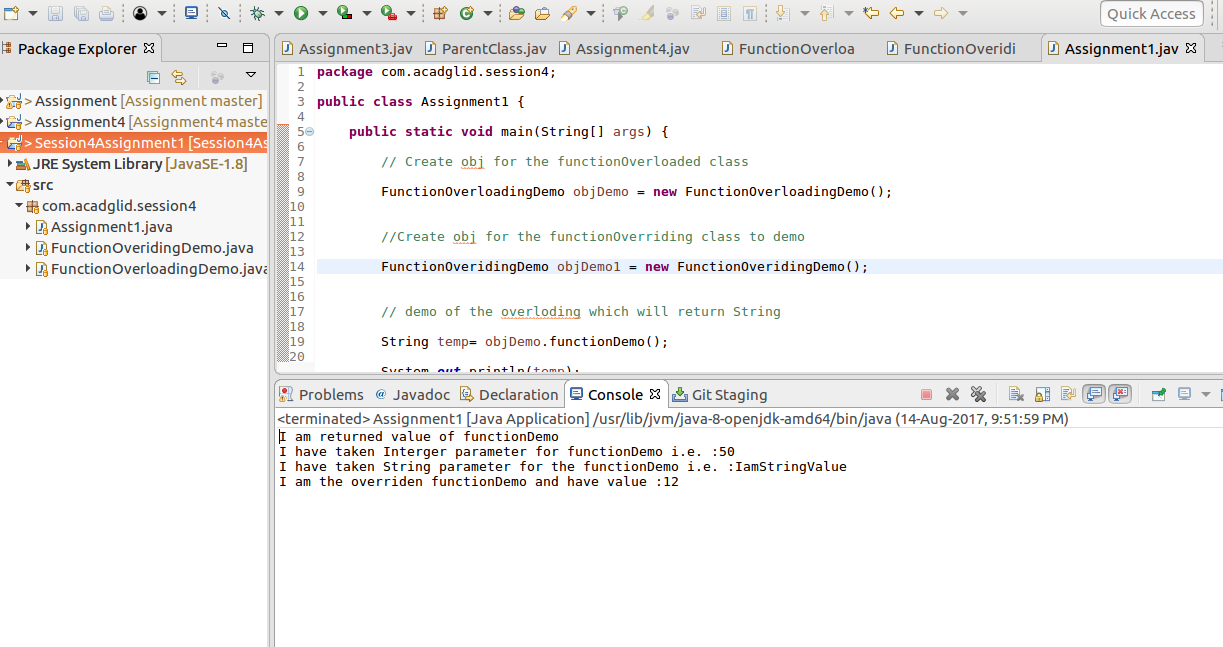 Quick Access
Package Explorer
Assignment3.jav
ParentClass.jav
Assignment4.jav
FunctionOverloa
FunctionOveridi
Assignment1.jav
> Assignment [Assignment master]
> Assignment4 [Assignment4 maste
> Session4Assignment1 [Session4As
JRE System Library [JavaSE-1.8]
src
com.acadglid.session4
Assignment1.java
FunctionOveridingDemo.java
FunctionOverloadingDemo.java
1 package com.acadglid.session4;
2
3 public class Assignment1 {
4
5 public static void main(String[] args) {
6
7 // Create obj for the functionOverloaded class
8
9 FunctionOverloadingDemo objDemo = new FunctionOverloadingDemo();
10
11
12 //Create obj for the functionOverriding class to demo
13
14 FunctionOveridingDemo objDemo1 = new FunctionOveridingDemo();
15
16
17 // demo of the overloding which will return String
18
19 String temp= objDemo.functionDemo();
20
System.out.println(temp);
Problems
@ Javadoc
Declaration
Console
Git Staging
<terminated> Assignment1 [Java Application] /usr/lib/jvm/java-8-openjdk-amd64/bin/java (14-Aug-2017, 9:51:59 PM)
I am returned value of functionDemo
I have taken Interger parameter for functionDemo i.e. :50
I have taken String parameter for the functionDemo i.e. :IamStringValue
I am the overriden functionDemo and have value :12